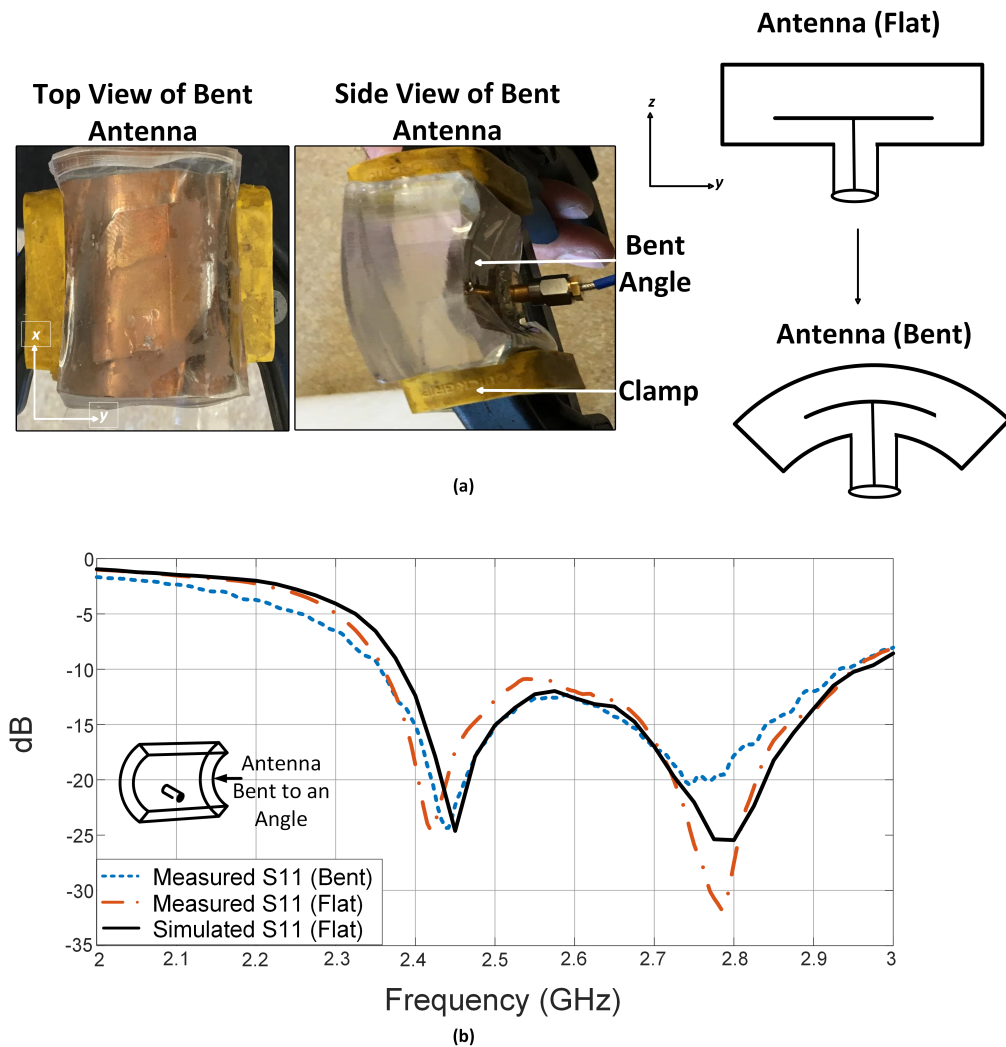 Antenna (Flat)
Top View of Bent
Antenna
Side View of Bent
Antenna
z
y
x
y
Bent
Angle
Clamp
Antenna (Bent)
(a)
0
-5
-10
-15
-20
-25
-30
-35
dB
Antenna
Bent to an
Angle
Measured S11 (Bent)
Measured S11 (Flat)
Simulated S11 (Flat)
2 2.1 2.2 2.3 2.4 2.5 2.6 2.7 2.8 2.9 3
Frequency (GHz)
(b)